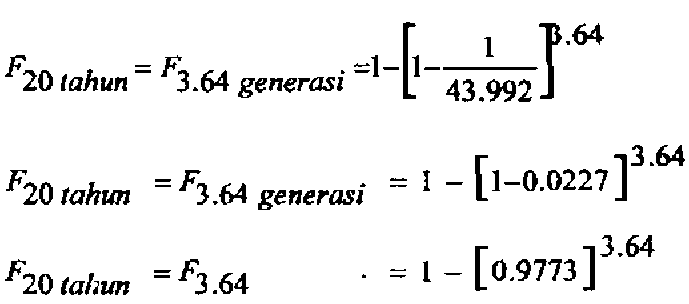 F20 tahun = F3.64 generasi =1-[1-1/43.992]3.64
F20 tahun = F3.64 generasi = 1 - [1-0.0227]3.64
F20 tahun = F3.64 . = 1 - [0.9773]3.64